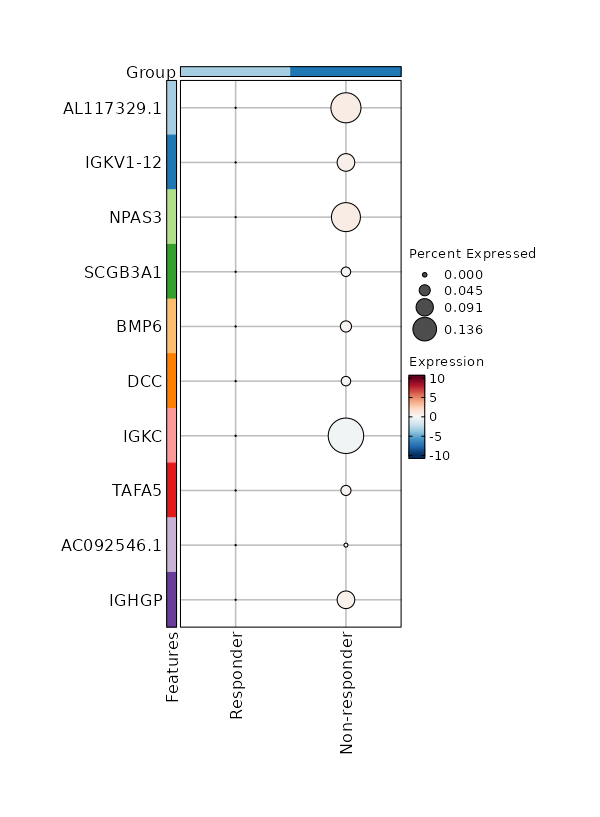 Group
AL117329.1
IGKV1-12
NPAS3
SCGB3A1
BMP6
DCC
IGKC
TAFA5
AC092546.1
IGHGP
Features
Responder
Non-responder
Percent Expressed
0.000
0.045
0.091
0.136
Expression
10
5
0
-5
-10